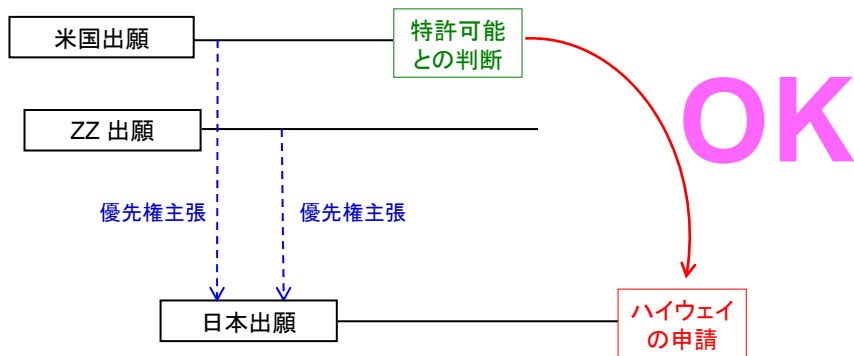 米国出願
特許可能
との判断
OK
ZZ 出願
優先権主張
優先権主張
日本出願
ハイウェイ
の申請